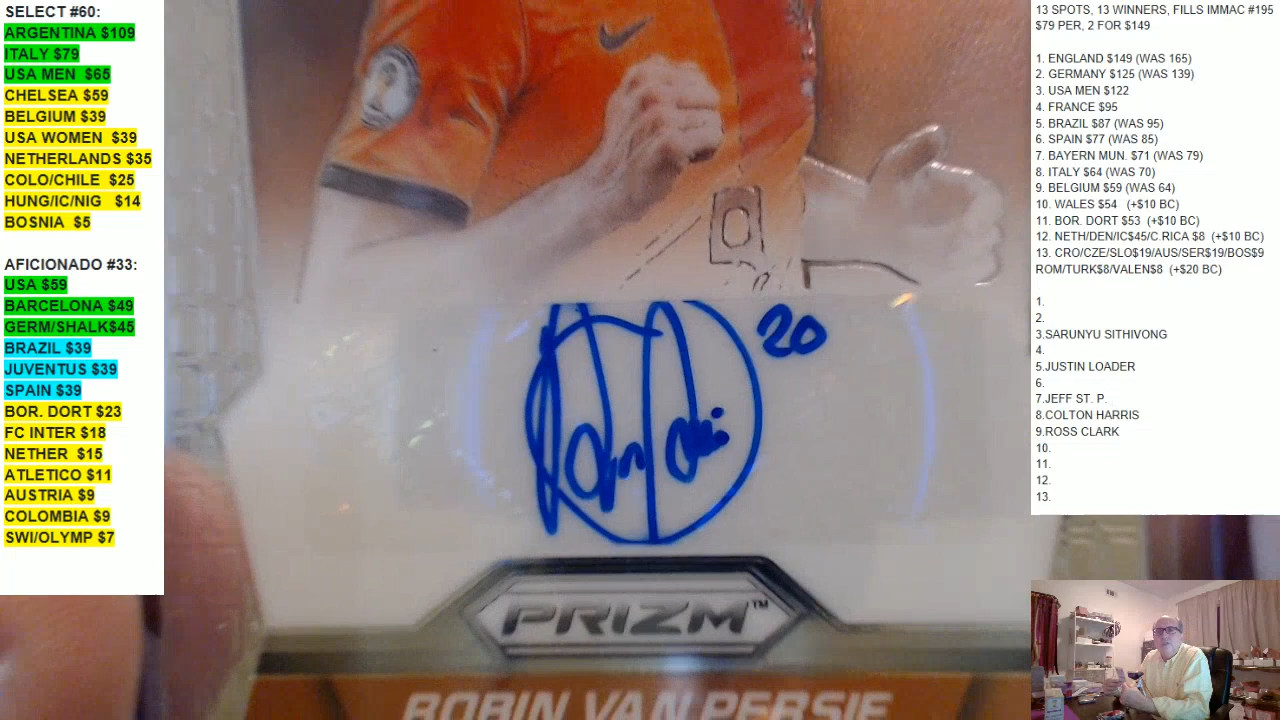 SELECT #60:
ARGENTINA $109
ITALY $79
USA MEN $65
CHELSEA $59
BELGIUM $39
USA WOMEN $39
NETHERLANDS $35
COLO/CHILE $25
HUNG/IC/NIG $14
BOSNIA $5
AFICIONADO #33:
USA $59
BARCELONA $49
GERM/SHALK$45
BRAZIL $39
JUVENTUS $39
SPAIN $39
BOR. DORT $23
FC INTER $18
NETHER $15
ATLETICO $11
AUSTRIA $9
COLOMBIA $9
SWI/OLYMP $7
20
PRIZM™
ROBIN VAN PERSIE
13 SPOTS, 13 WINNERS, FILLS IMMAC #195
$79 PER, 2 FOR $149
1. ENGLAND $149 (WAS 165)
2. GERMANY $125 (WAS 139)
3. USA MEN $122
4. FRANCE $95
5. BRAZIL $87 (WAS 95)
6. SPAIN $77 (WAS 85)
7. BAYERN MUN. $71 (WAS 79)
8. ITALY $64 (WAS 70)
9. BELGIUM $59 (WAS 64)
10. WALES $54 (+$10 BC)
11. BOR. DORT $53 (+$10 BC)
12. NETH/DEN/IC$45/C.RICA $8 (+$10 BC)
13. CRO/CZE/SLO$19/AUS/SER$19/BOS$9
ROM/TURK$8/VALEN$8 (+$20 BC)
1.
2.
3.SARUNYU SITHIVONG
4.
5.JUSTIN LOADER
6.
7.JEFF ST. P.
8.COLTON HARRIS
9.ROSS CLARK
10.
11.
12.
13.